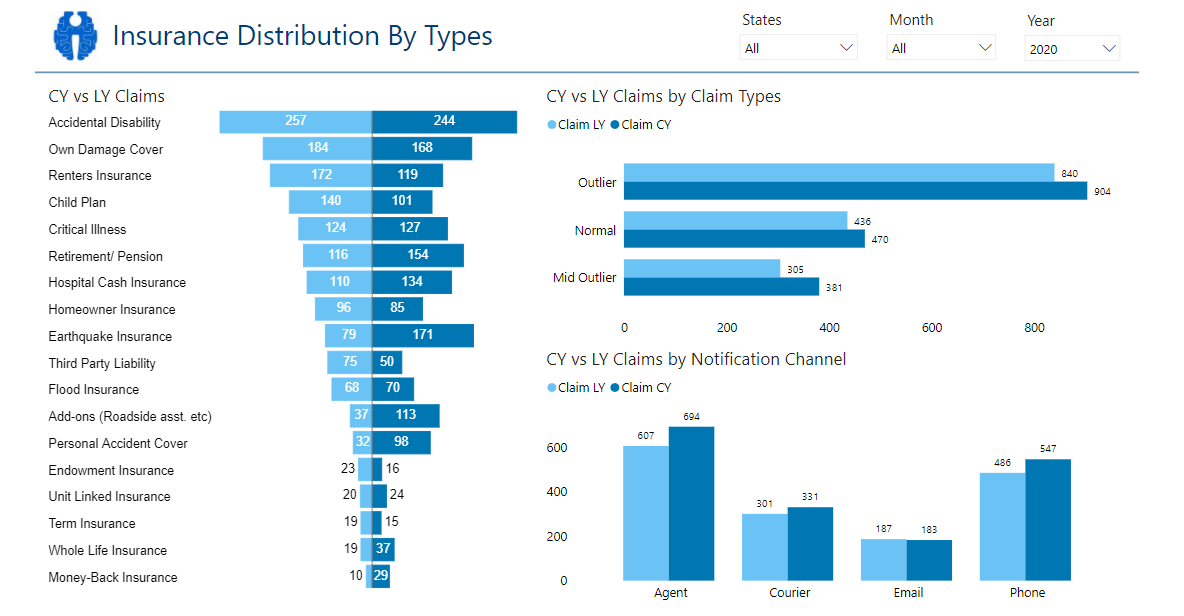 Insurance Distribution By Types
States
Month
Year
All
All
2020
CY vs LY Claims
Accidental Disability 257 244
Own Damage Cover 184 168
Renters Insurance 172 119
Child Plan 140 101
Critical Illness 124 127
Retirement/ Pension 116 154
Hospital Cash Insurance 110 134
Homeowner Insurance 96 85
Earthquake Insurance 79 171
Third Party Liability 75 50
Flood Insurance 68 70
Add-ons (Roadside asst. etc) 37 113
Personal Accident Cover 32 98
Endowment Insurance 23 16
Unit Linked Insurance 20 24
Term Insurance 19 15
Whole Life Insurance 19 37
Money-Back Insurance 10 29
CY vs LY Claims by Claim Types
Claim LY Claim CY
Outlier 840 904
Normal 436 470
Mid Outlier 305 381
0 200 400 600 800
CY vs LY Claims by Notification Channel
Claim LY Claim CY
600
400
200
0
607 694
301 331
187 183
486 547
Agent Courier Email Phone